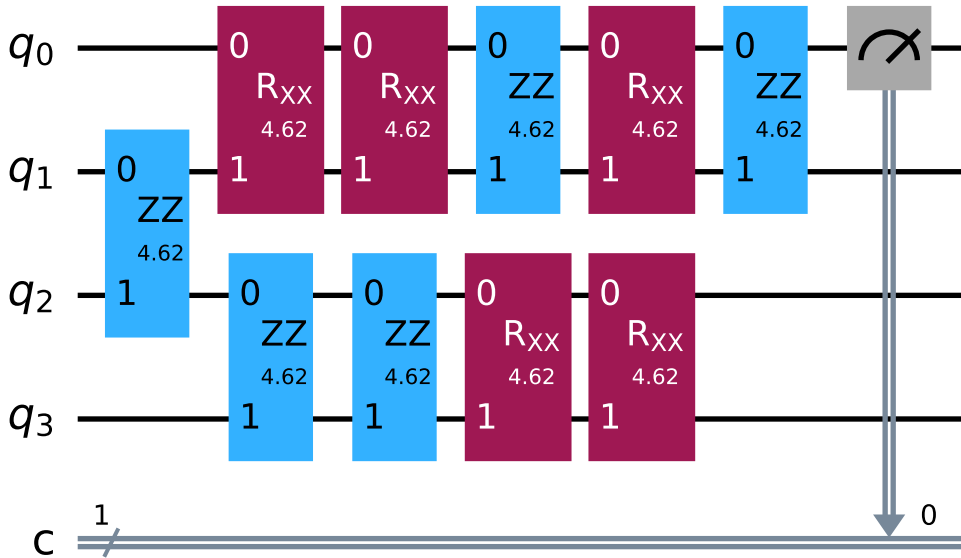 q0 0 0 0 0 0
RXX RXX ZZ RXX ZZ
4.62 4.62 4.62 4.62 4.62
q1 0 1 1 1 1 1
ZZ
4.62
q2 1 0 0 0 0
ZZ ZZ RXX RXX
4.62 4.62 4.62 4.62
q3 1 1 1 1
1 0
c